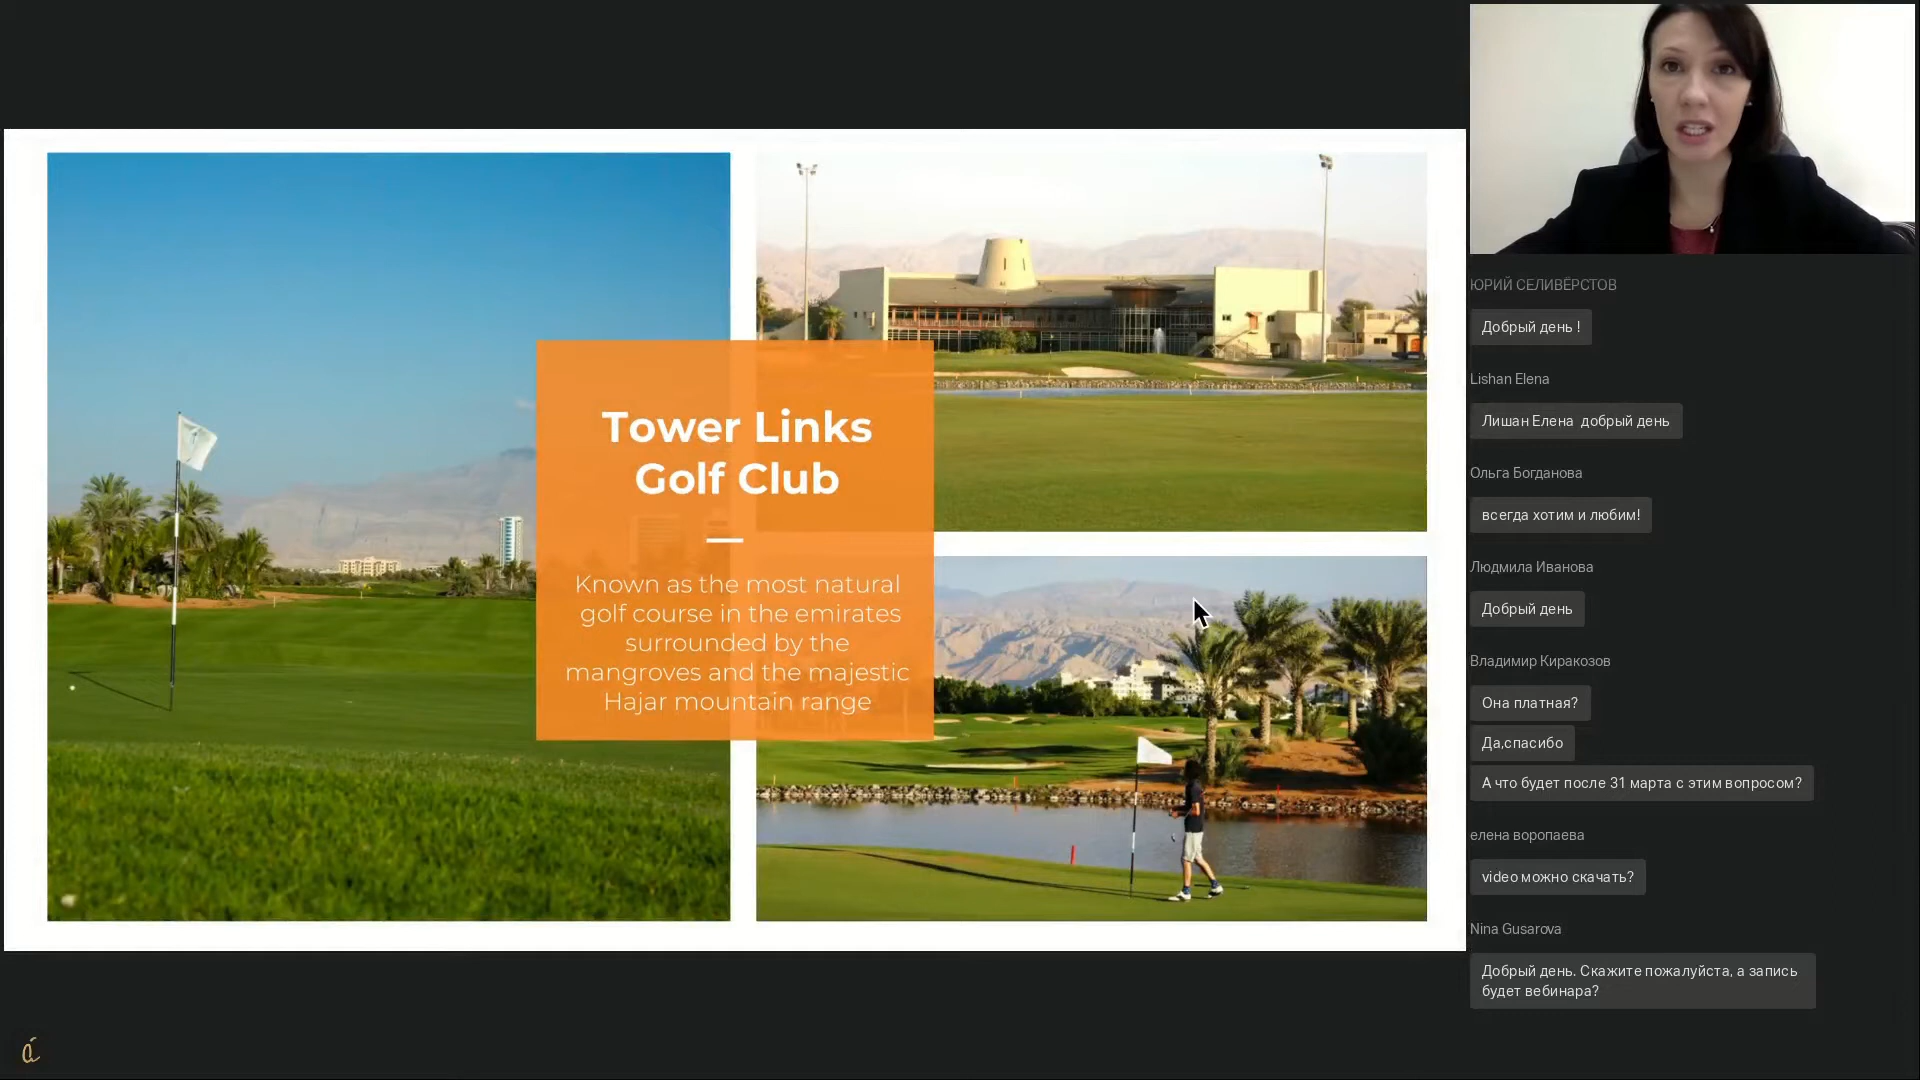 Tower Links
Golf Club
Known as the most natural
golf course in the emirates
surrounded by the
mangroves and the majestic
Hajar mountain range
ЮРИЙ СЕЛИВЁРСТОВ
Добрый день !
Lishan Elena
Лишан Елена добрый день
Ольга Богданова
всегда хотим и любим!
Людмила Иванова
Добрый день
Владимир Киракозов
Она платная?
Да,спасибо
А что будет после 31 марта с этим вопросом?
елена воропаева
video можно скачать?
Nina Gusarova
Добрый день. Скажите пожалуйста, а запись
будет вебинара?
á